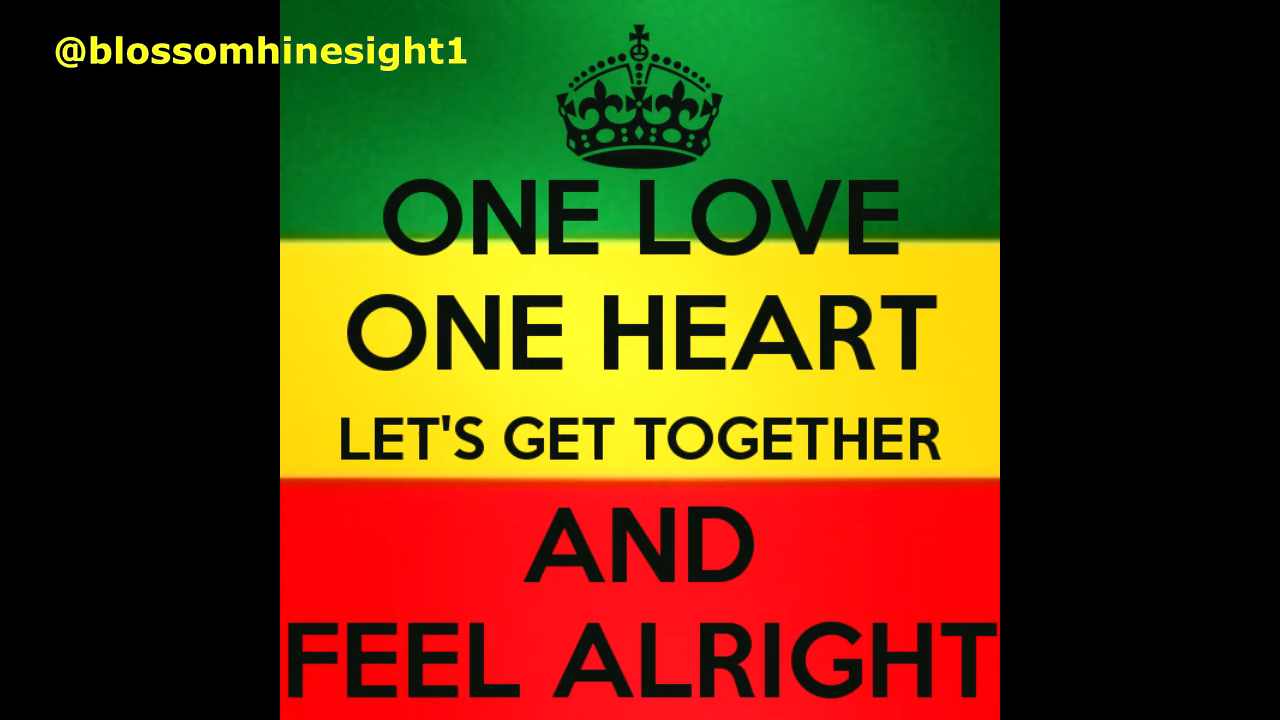 @blossomhinesight1
ONE LOVE
ONE HEART
LET'S GET TOGETHER
AND
FEEL ALRIGHT